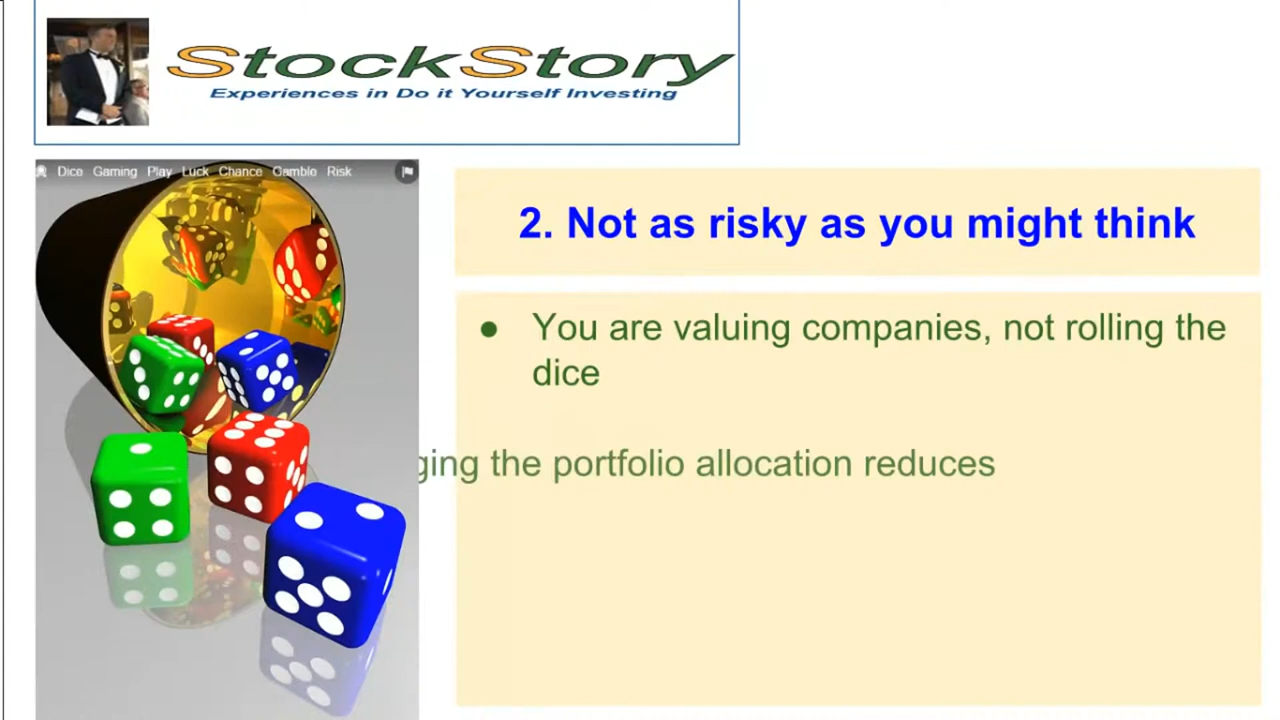 StockStory
Experiences in Do it Yourself Investing
Dice Gaming Play Luck Chance Gamble Risk
2. Not as risky as you might think
● You are valuing companies, not rolling the
dice
ging the portfolio allocation reduces